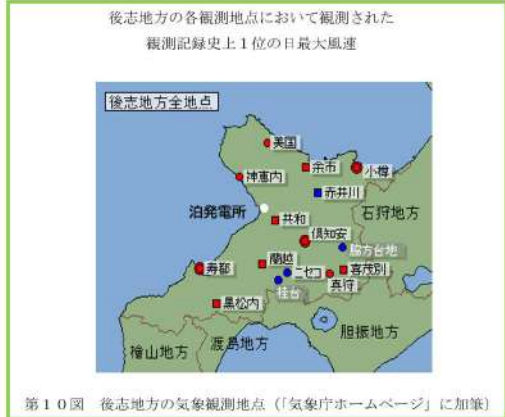 後志地方の各観測地点において観測された
観測記録史上１位の日最大風速
後志地方全地点
美国
余市
小樽
神恵内
赤井川
泊発電所
共和
石狩地方
倶知安
脇方台地
寿都
蘭越
ニセコ
喜茂別
真狩
桂台
黒松内
胆振地方
渡島地方
檜山地方
第１０図　後志地方の気象観測地点（「気象庁ホームページ」に加筆）